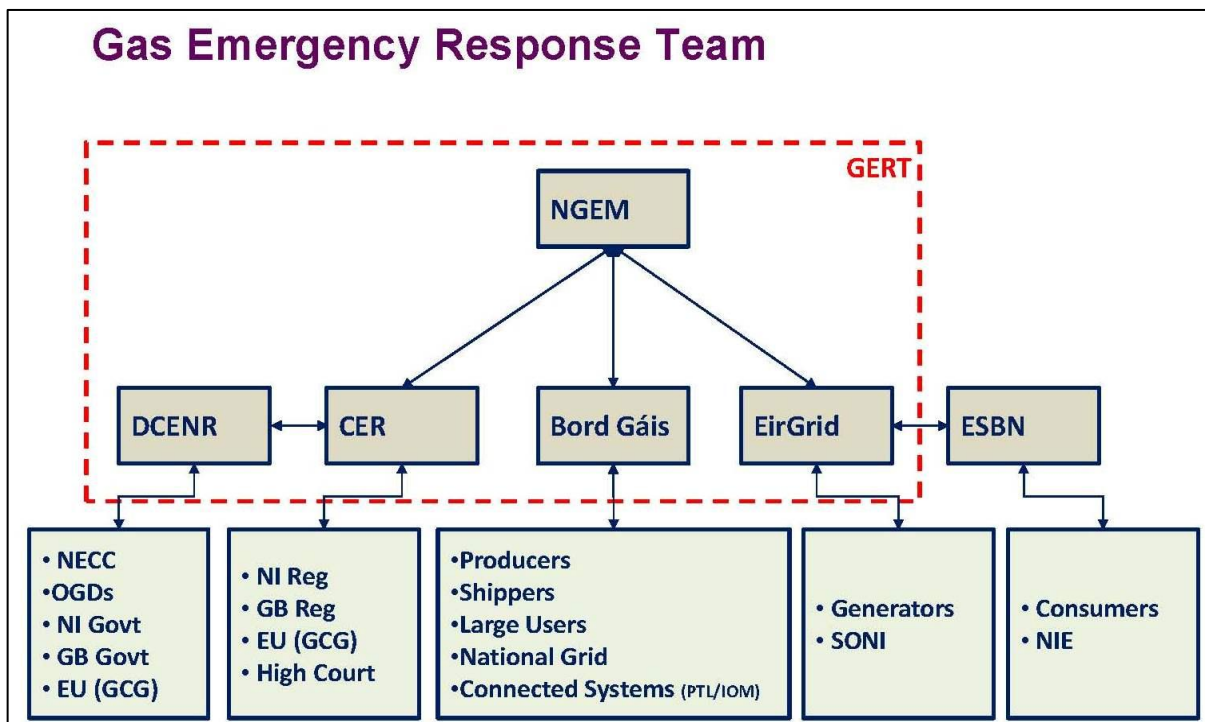 Gas Emergency Response Team
GERT
NGEM
DCENR
CER
Bord Gáis
EirGrid
ESBN
• NECC
•OGDs
• NI Govt
• GB Govt
• EU (GCG)
• NI Reg
• GB Reg
• EU (GCG)
• High Court
•Producers
•Shippers
•Large Users
•National Grid
•Connected Systems (PTL/IOM)
• Generators
• SONI
• Consumers
• NIE